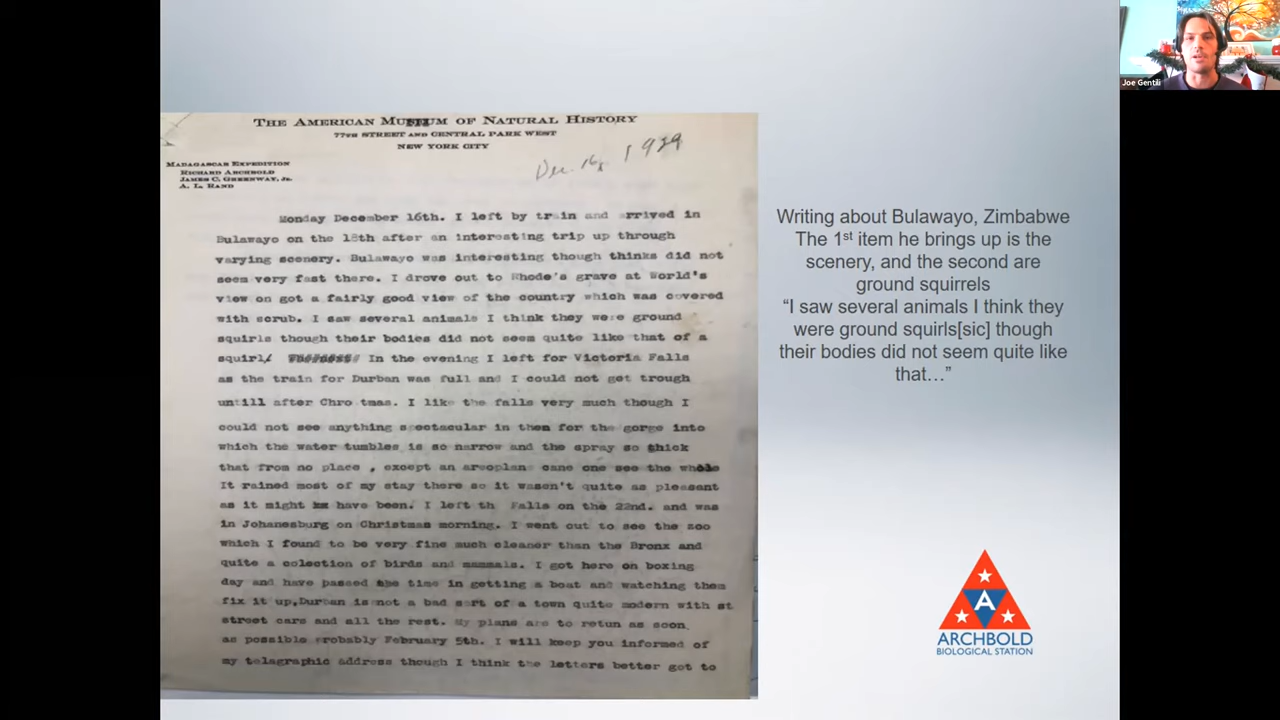 Joe Gentili
THE AMERICAN MUSEUM OF NATURAL HISTORY
77TH STREET AND CENTRAL PARK WEST
NEW YORK CITY
Dec. 16, 1929
MADAGASCAR EXPEDITION
RICHARD ARCHBOLD
JAMES C. GREENWAY, Jr.
A. L. RAND
Monday December 16th. I left by train and arrived in
Bulawayo on the 18th after an interesting trip up through
varying scenery. Bulawayo was interesting though thinks did not
seem very fast there. I drove out to Rhode's grave at World's
view on got a fairly good view of the country which was covered
with scrub. I saw several animals I think they were ground
squirls though their bodies did not seem quite like that of a
squirl/ In the evening I left for Victoria Falls
as the train for Durban was full and I could not get trough
untill after Chro tmas. I like the falls very much though I
could not see anything spectacular in them for the gorge into
which the water tumbles is so narrow and the spray so thick
that from no place , except an aroplane cane one see the whole
It rained most of my stay there so it wasn't quite as pleasant
as it might have been. I left th Falls on the 22nd. and was
in Johanesburg on Christmas morning. I went out to see the zoo
which I found to be very fine much cleaner than the Bronx and
quite a colection of birds and mammals. I got here on boxing
day and have passed the time in getting a boat and watching them
fix it up,Durban is not a bad sort of a town quite modern with st
street cars and all the rest. My plans are to retun as soon
as possible probably February 5th. I will keep you informed of
my telagraphic address though I think the letters better got to
Writing about Bulawayo, Zimbabwe
The 1st item he brings up is the
scenery, and the second are
ground squirrels
“I saw several animals I think they
were ground squirls[sic] though
their bodies did not seem quite like
that…”
A
ARCHBOLD
BIOLOGICAL STATION